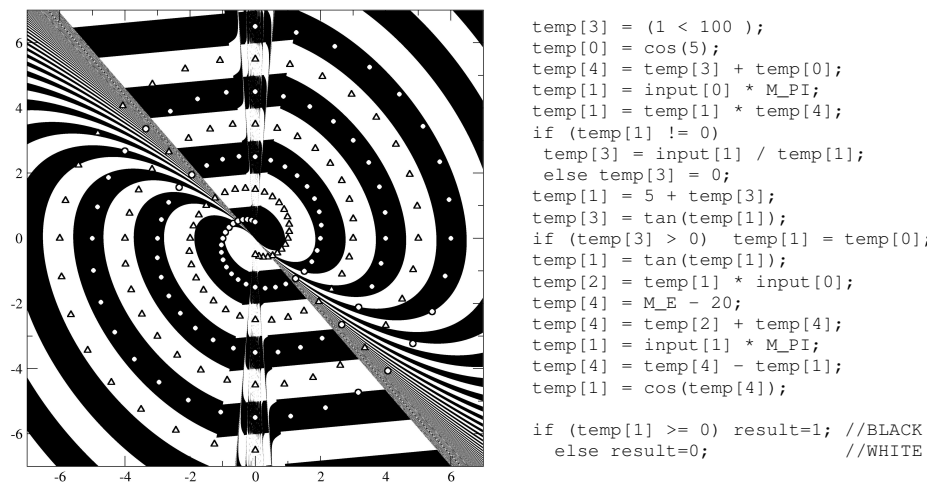 6
4
2
0
-2
-4
-6
-6
-4
-2
0
2
4
6
temp[3] = (1 < 100 );
temp[0] = cos(5);
temp[4] = temp[3] + temp[0];
temp[1] = input[0] * M_PI;
temp[1] = temp[1] * temp[4];
if (temp[1] != 0)
temp[3] = input[1] / temp[1];
else temp[3] = 0;
temp[1] = 5 + temp[3];
temp[3] = tan(temp[1]);
if (temp[3] > 0) temp[1] = temp[0];
temp[1] = tan(temp[1]);
temp[2] = temp[1] * input[0];
temp[4] = M_E - 20;
temp[4] = temp[2] + temp[4];
temp[1] = input[1] * M_PI;
temp[4] = temp[4] - temp[1];
temp[1] = cos(temp[4]);
if (temp[1] >= 0) result=1; //BLACK
else result=0; //WHITE